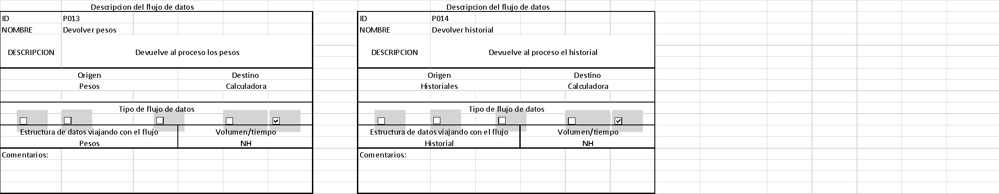 Descripcion del flujo de datos
ID P013
NOMBRE Devolver pesos
DESCRIPCION Devuelve al proceso los pesos
Origen Destino
Pesos Calculadora
Tipo de flujo de datos
Estructura de datos viajando con el flujo Volumen/tiempo
Pesos NH
Comentarios:
Descripcion del flujo de datos
ID P014
NOMBRE Devolver historial
DESCRIPCION Devuelve al proceso el historial
Origen Destino
Historiales Calculadora
Tipo de flujo de datos
Estructura de datos viajando con el flujo Volumen/tiempo
Historial NH
Comentarios: